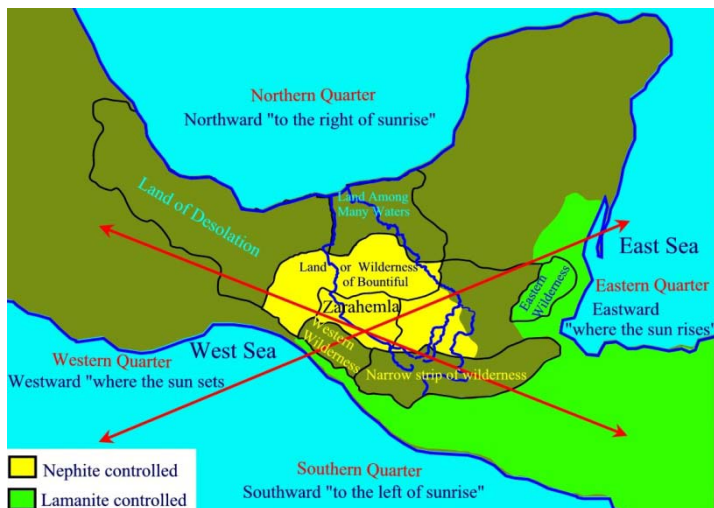 Northern Quarter
Northward "to the right of sunrise"
Land of Desolation
Land Among
Many Waters
East Sea
Land or Wilderness
of Bountiful
Eastern Wilderness
Eastern Quarter
Eastward
"where the sun rises"
Zarahemla
Western
Wilderness
West Sea
Western Quarter
Westward "where the sun sets
Narrow strip of wilderness
Southern Quarter
Southward "to the left of sunrise"
Nephite controlled
Lamanite controlled